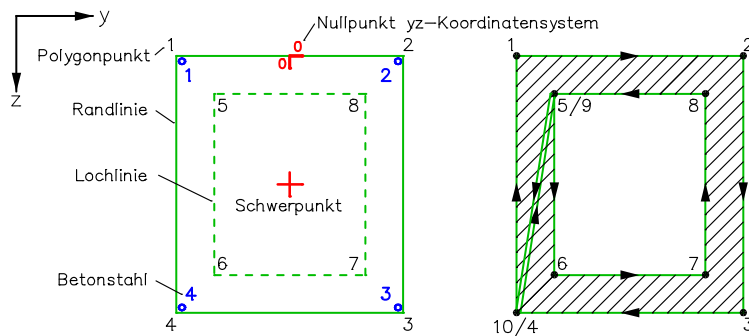 y
z
Nullpunkt yz-Koordinatensystem
0
0
Polygonpunkt
1
2
1
2
Randlinie
5
8
Lochlinie
Schwerpunkt
6
7
Betonstahl
4
3
4
3
1
2
5/9
8
6
7
10/4
3